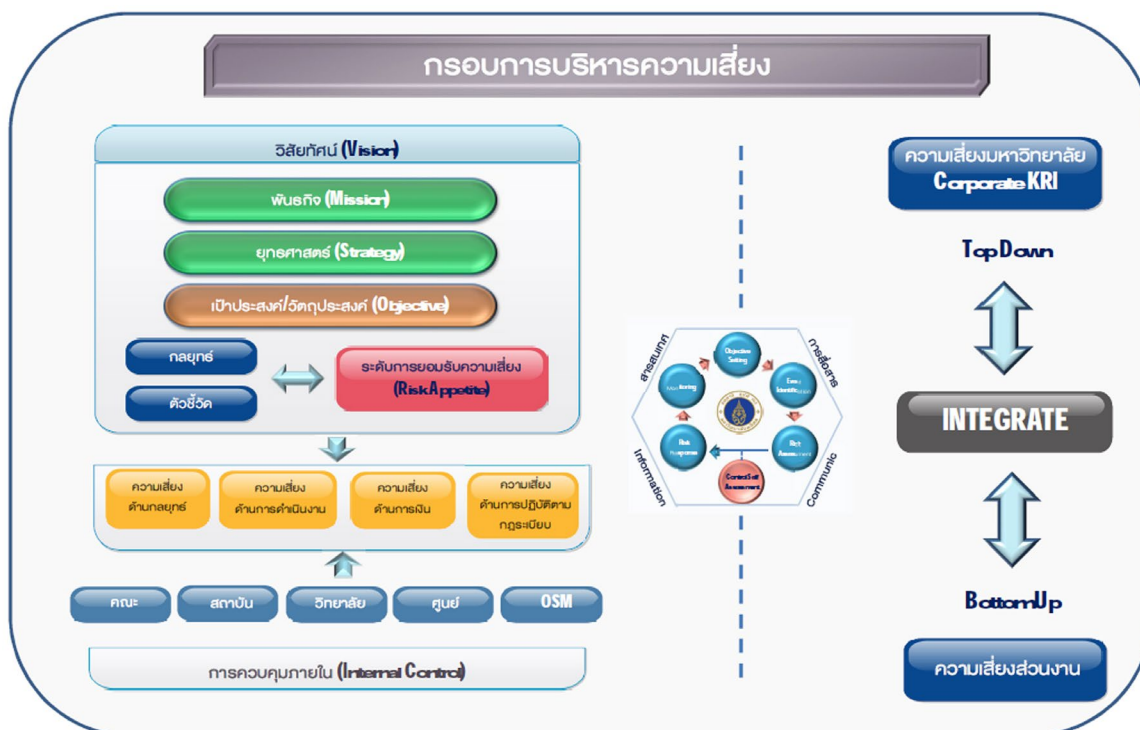 กรอบการบริหารความเสี่ยง
วิสัยทัศน์ (Vision)
พันธกิจ (Mission)
ยุทธศาสตร์ (Strategy)
เป้าประสงค์/วัตถุประสงค์ (Objective)
กลยุทธ์
ตัวชี้วัด
ระดับการยอมรับความเสี่ยง
(Risk Appetite)
ความเสี่ยง
ด้านกลยุทธ์
ความเสี่ยง
ด้านการดำเนินงาน
ความเสี่ยง
ด้านการเงิน
ความเสี่ยง
ด้านการปฏิบัติตาม
กฎระเบียบ
คณะ
สถาบัน
วิทยาลัย
ศูนย์
OSM
การควบคุมภายใน (Internal Control)
สารสนเทศ
การสื่อสาร
Objective
Setting
Event
Risk
Assessment
Control Self
Assessment
Risk
Response
Information
Communic
ความเสี่ยงมหาวิทยาลัย
Corporate KRI
Top Down
INTEGRATE
Bottom Up
ความเสี่ยงส่วนงาน